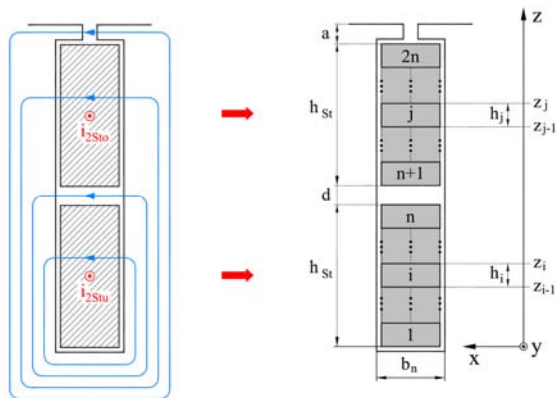 i2Sto
i2Stu
a
hSt
d
hSt
2n
j
n+1
n
i
1
bn
hj
hi
z
zj
zj-1
zi
zi-1
x
y